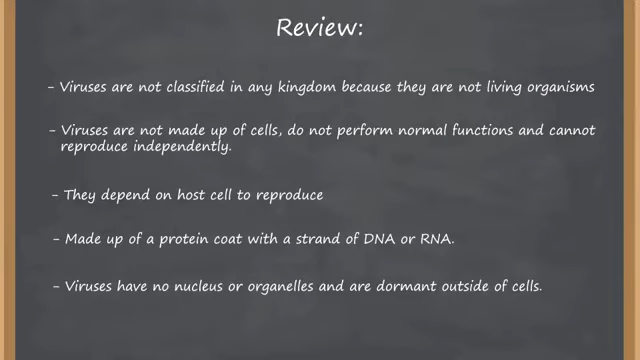 Review:
- Viruses are not classified in any kingdom because they are not living organisms
- Viruses are not made up of cells, do not perform normal functions and cannot
reproduce independently.
- They depend on host cell to reproduce
- Made up of a protein coat with a strand of DNA or RNA.
- Viruses have no nucleus or organelles and are dormant outside of cells.